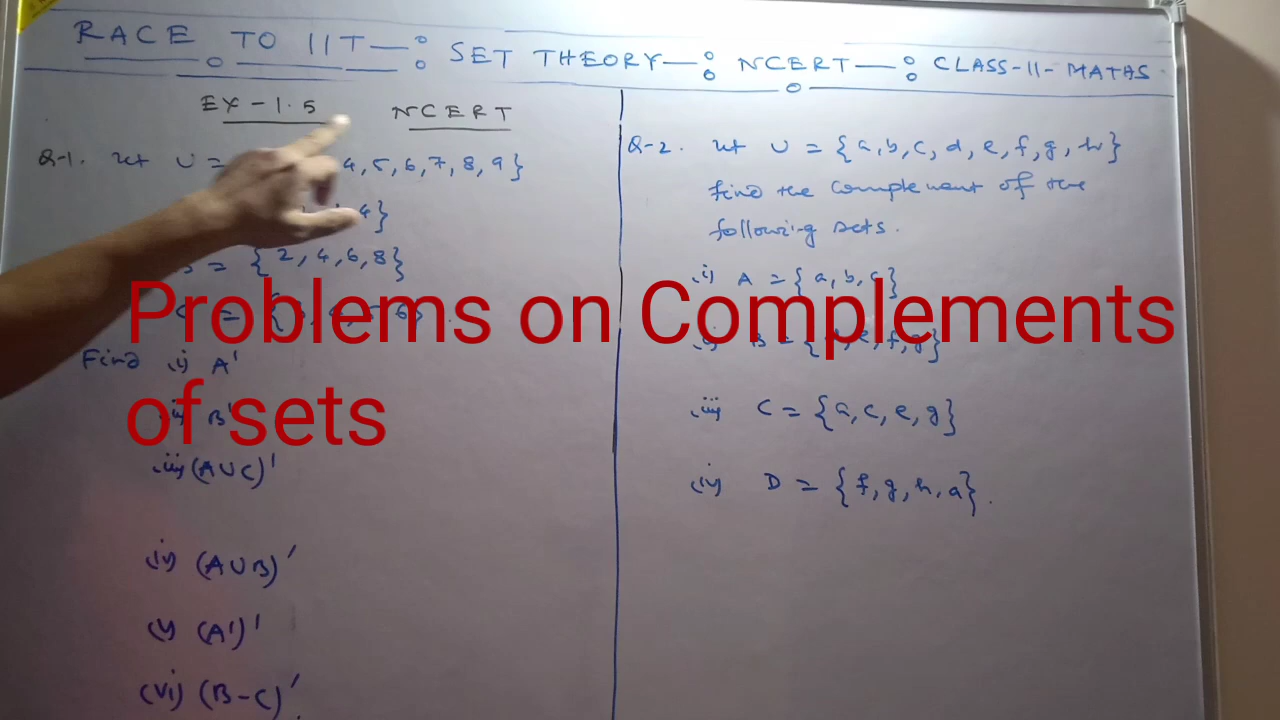 RACE TO IIT — : SET THEORY — : NCERT — : CLASS-11- MATHS.
EX - 1.5 NCERT
Q-1. Let U = 4, 5, 6, 7, 8, 9}
4}
= {2, 4, 6, 8}
Find i) A'
B'
iii) (A∪C)'
iv) (A∪B)'
v) (A')'
(vi) (B-C)'
Q-2. Let U = {a, b, c, d, e, f, g, h}
find the complement of the
following sets.
i) A = {a, b, c}
B = { , e, f, g}
iii) C = {a, c, e, g}
iv) D = {f, g, h, a}.
Problems on Complements
of sets